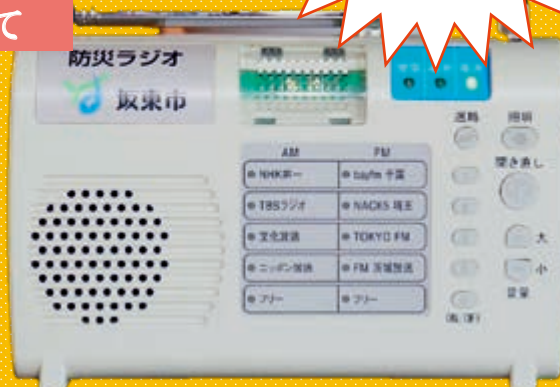 て
防災ラジオ
坂東市
選局
照明
聞き直し
AM
FM
NHK第一
bayfm 千葉
TBSラジオ
NACK5 埼玉
文化放送
TOKYO FM
ニッポン放送
FM 茨城放送
フリー
フリー
大
小
音量